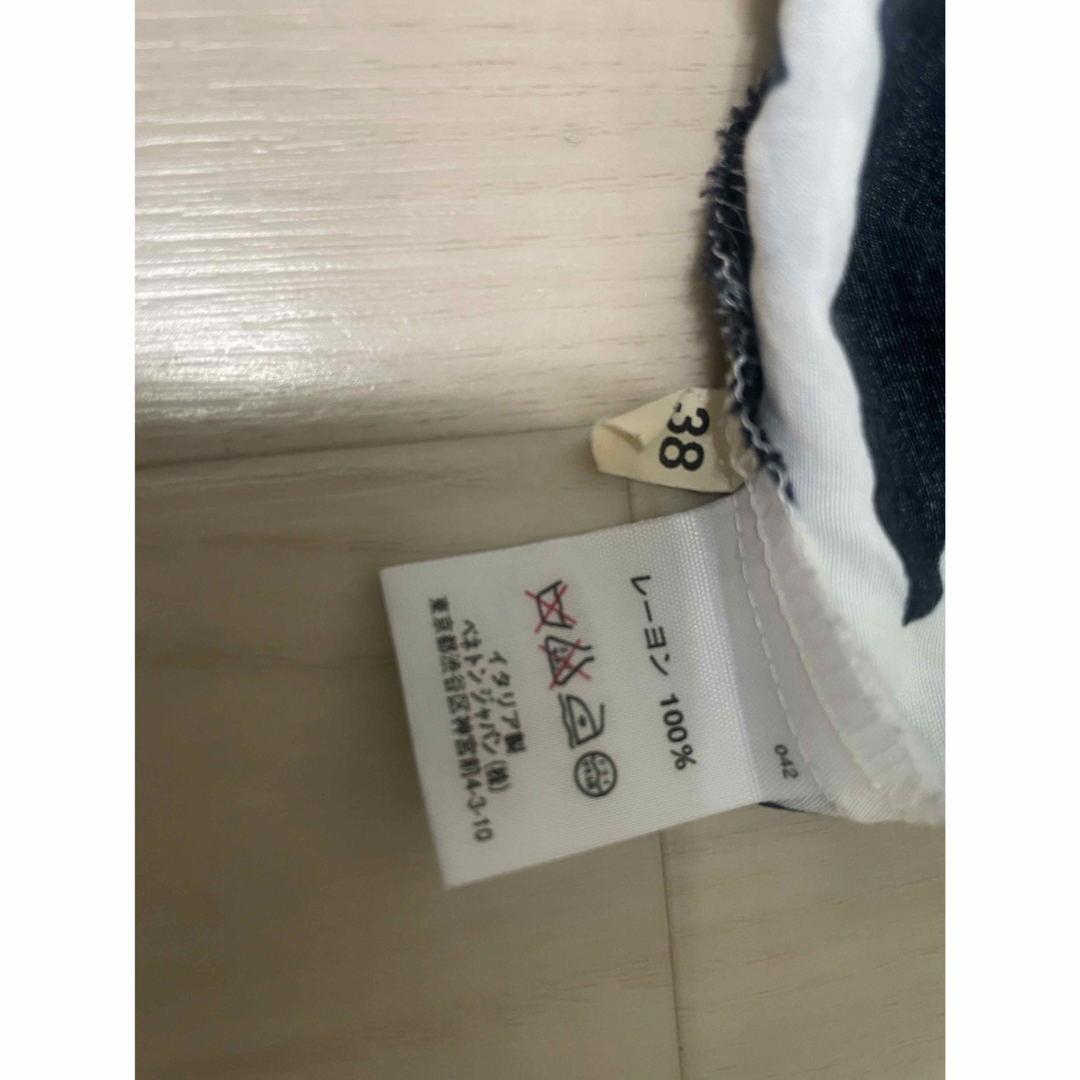 38
042
レーヨン 100%
イタリア製
ベネトンジャパン(株)
東京都渋谷区神宮前4-3-10